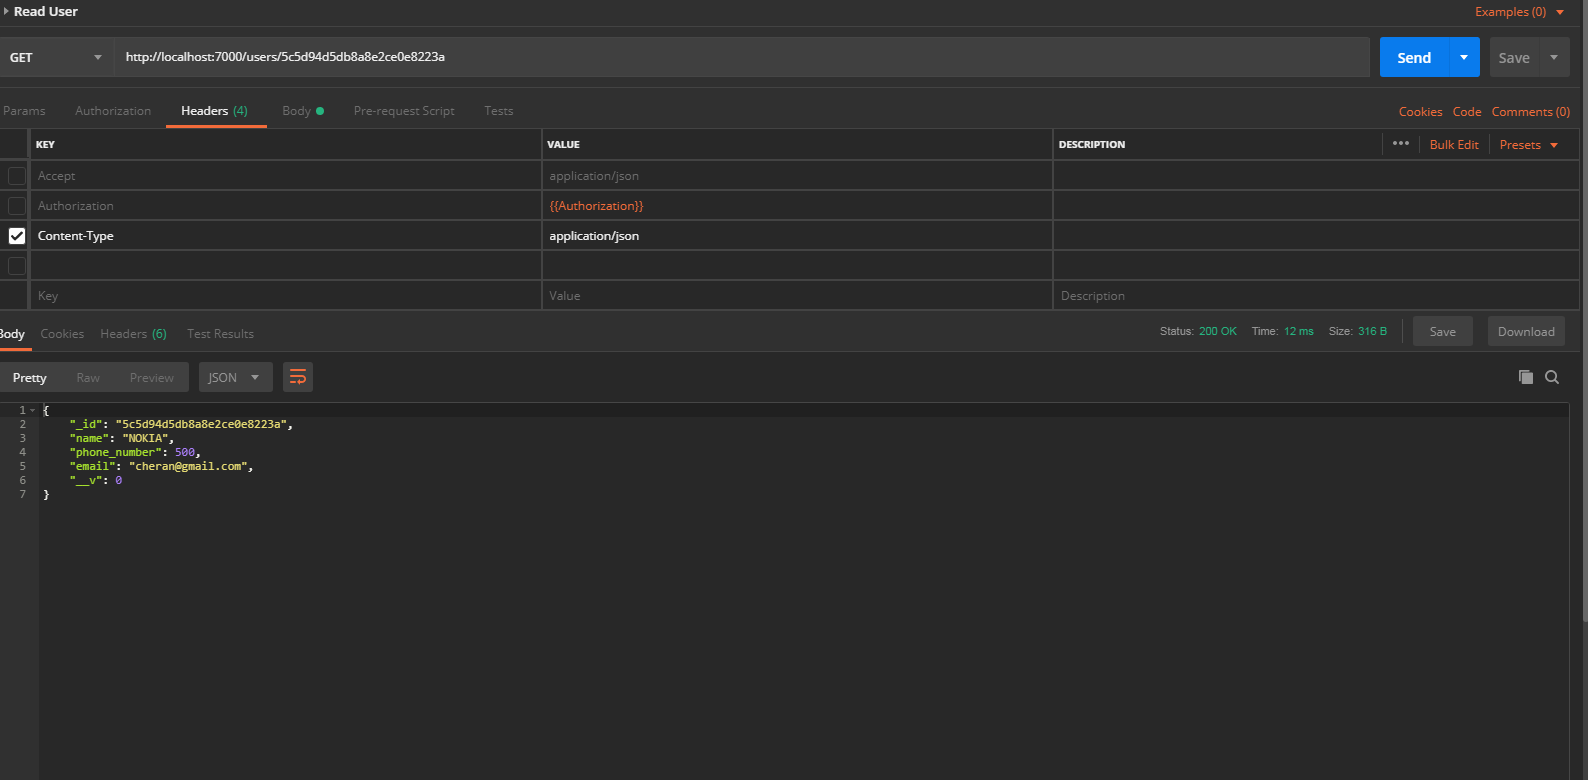 Read User
Examples (0)
GET
http://localhost:7000/users/5c5d94d5db8a8e2ce0e8223a
Send
Save
Params Authorization Headers (4) Body Pre-request Script Tests
Cookies Code Comments (0)
KEY VALUE DESCRIPTION
••• Bulk Edit Presets
Accept application/json
Authorization {{Authorization}}
Content-Type application/json
Key Value Description
Body Cookies Headers (6) Test Results
Status: 200 OK Time: 12 ms Size: 316 B
Save Download
Pretty Raw Preview JSON
1 {
2 "_id": "5c5d94d5db8a8e2ce0e8223a",
3 "name": "NOKIA",
4 "phone_number": 500,
5 "email": "cheran@gmail.com",
6 "__v": 0
7 }